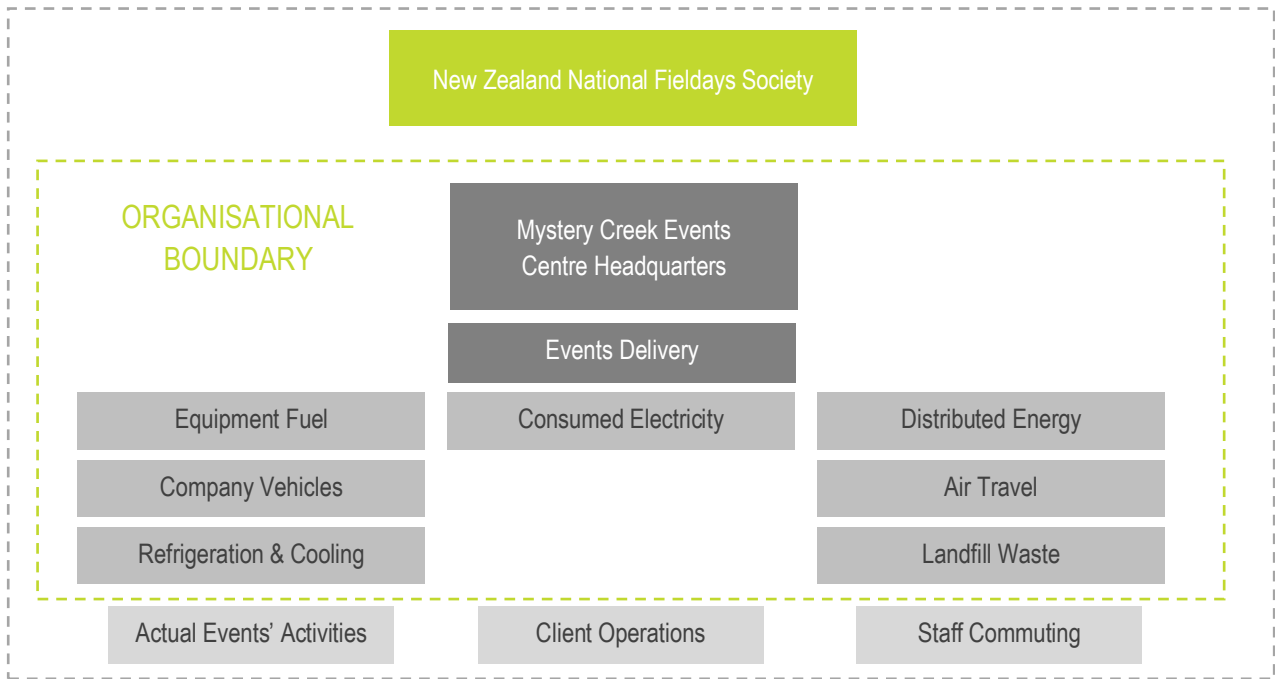 New Zealand National Fieldays Society
ORGANISATIONAL
BOUNDARY
Mystery Creek Events
Centre Headquarters
Events Delivery
Equipment Fuel
Consumed Electricity
Distributed Energy
Company Vehicles
Air Travel
Refrigeration & Cooling
Landfill Waste
Actual Events’ Activities
Client Operations
Staff Commuting